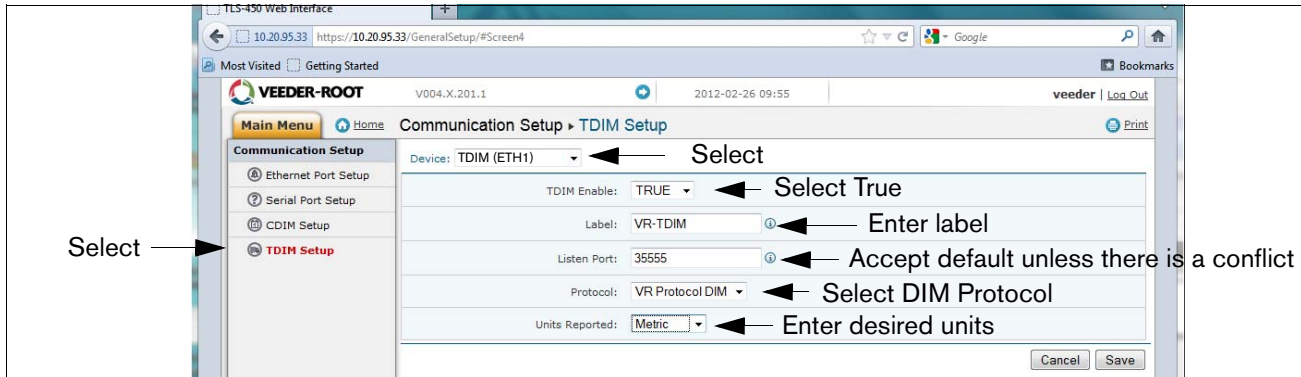 TLS-450 Web Interface
10.20.95.33 https://10.20.95.33/GeneralSetup/#Screen4 Google
Most Visited Getting Started Bookmarks
VEEDER-ROOT V004.X.201.1 2012-02-26 09:55 veeder | Log Out
Main Menu Home Communication Setup ▸ TDIM Setup Print
Communication Setup
Ethernet Port Setup
Serial Port Setup
CDIM Setup
TDIM Setup
Select
Device: TDIM (ETH1) Select
TDIM Enable: TRUE Select True
Label: VR-TDIM Enter label
Listen Port: 35555 Accept default unless there is a conflict
Protocol: VR Protocol DIM Select DIM Protocol
Units Reported: Metric Enter desired units
Cancel Save